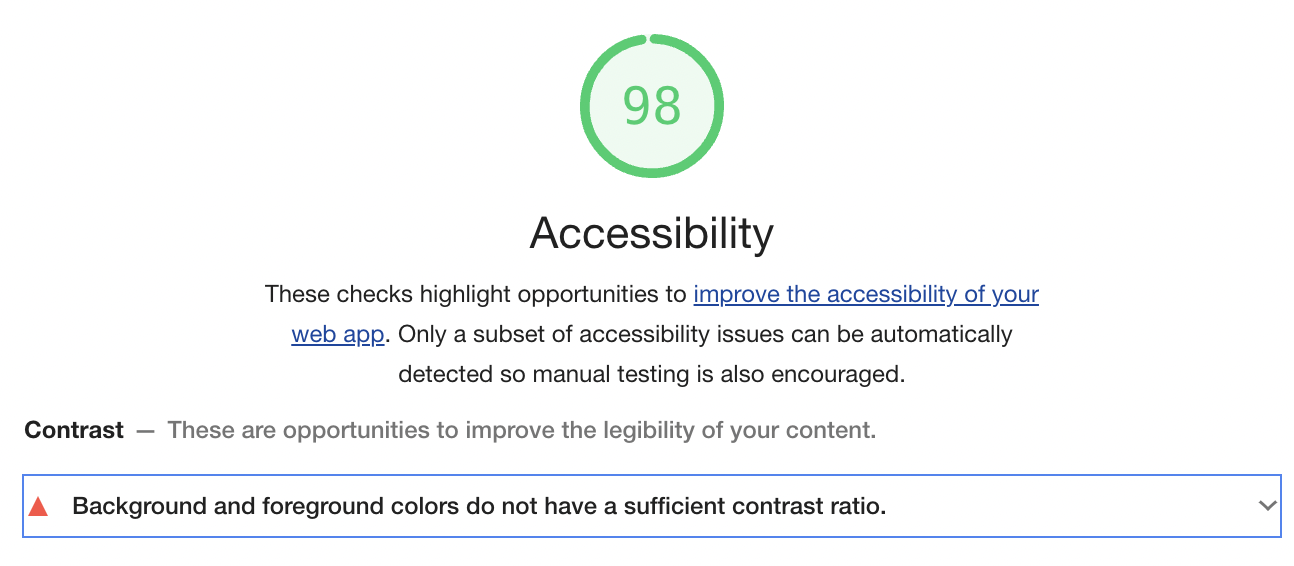 98
Accessibility
These checks highlight opportunities to improve the accessibility of your
web app. Only a subset of accessibility issues can be automatically
detected so manual testing is also encouraged.
Contrast — These are opportunities to improve the legibility of your content.
Background and foreground colors do not have a sufficient contrast ratio.